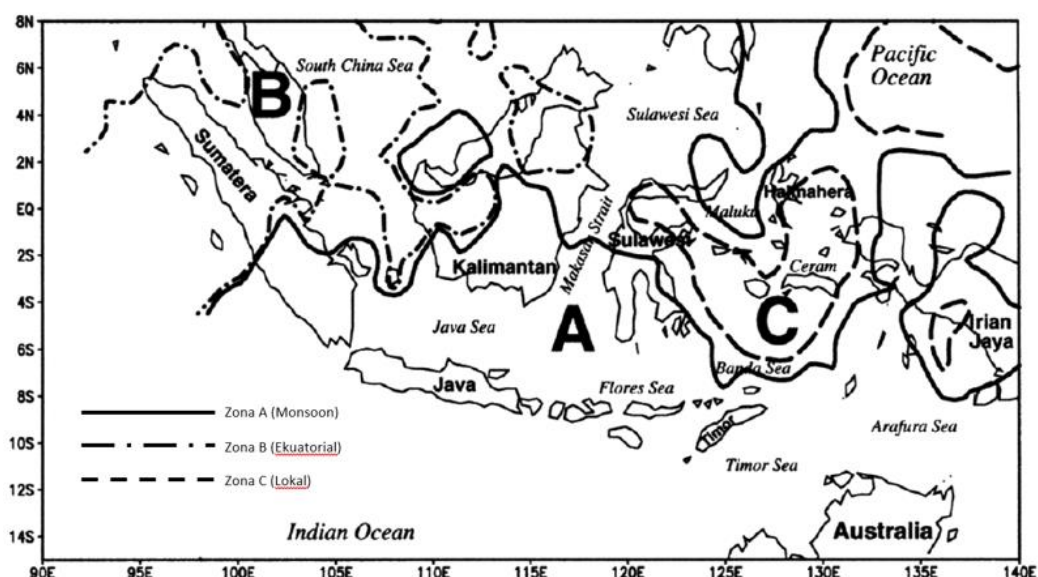 8N
6N
4N
2N
EQ
2S
4S
6S
8S
10S
12S
14S
South China Sea
Pacific
Ocean
B
Sulawesi Sea
Sumatera
Halmahera
Maluku
Makasar Strait
Sulawesi
Kalimantan
Ceram
Java Sea
A
C
Irian
Jaya
Banda Sea
Java
Flores Sea
Zona A (Monsoon)
Zona B (Ekuatorial)
Zona C (Lokal)
Timor
Arafura Sea
Timor Sea
Indian Ocean
Australia
90E 95E 100E 105E 110E 115E 120E 125E 130E 135E 140E